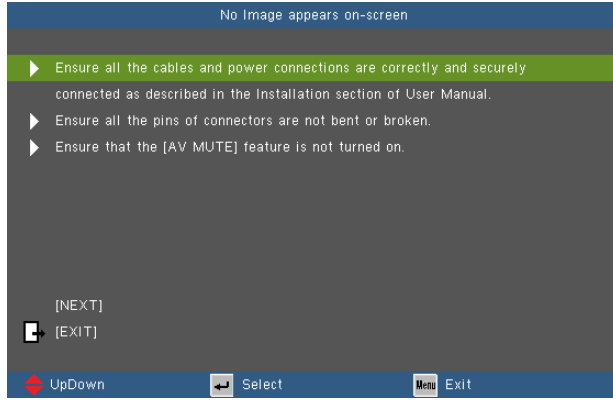 No Image appears on-screen
Ensure all the cables and power connections are correctly and securely
connected as described in the Installation section of User Manual.
Ensure all the pins of connectors are not bent or broken.
Ensure that the [AV MUTE] feature is not turned on.
[NEXT]
[EXIT]
UpDown Select Menu Exit